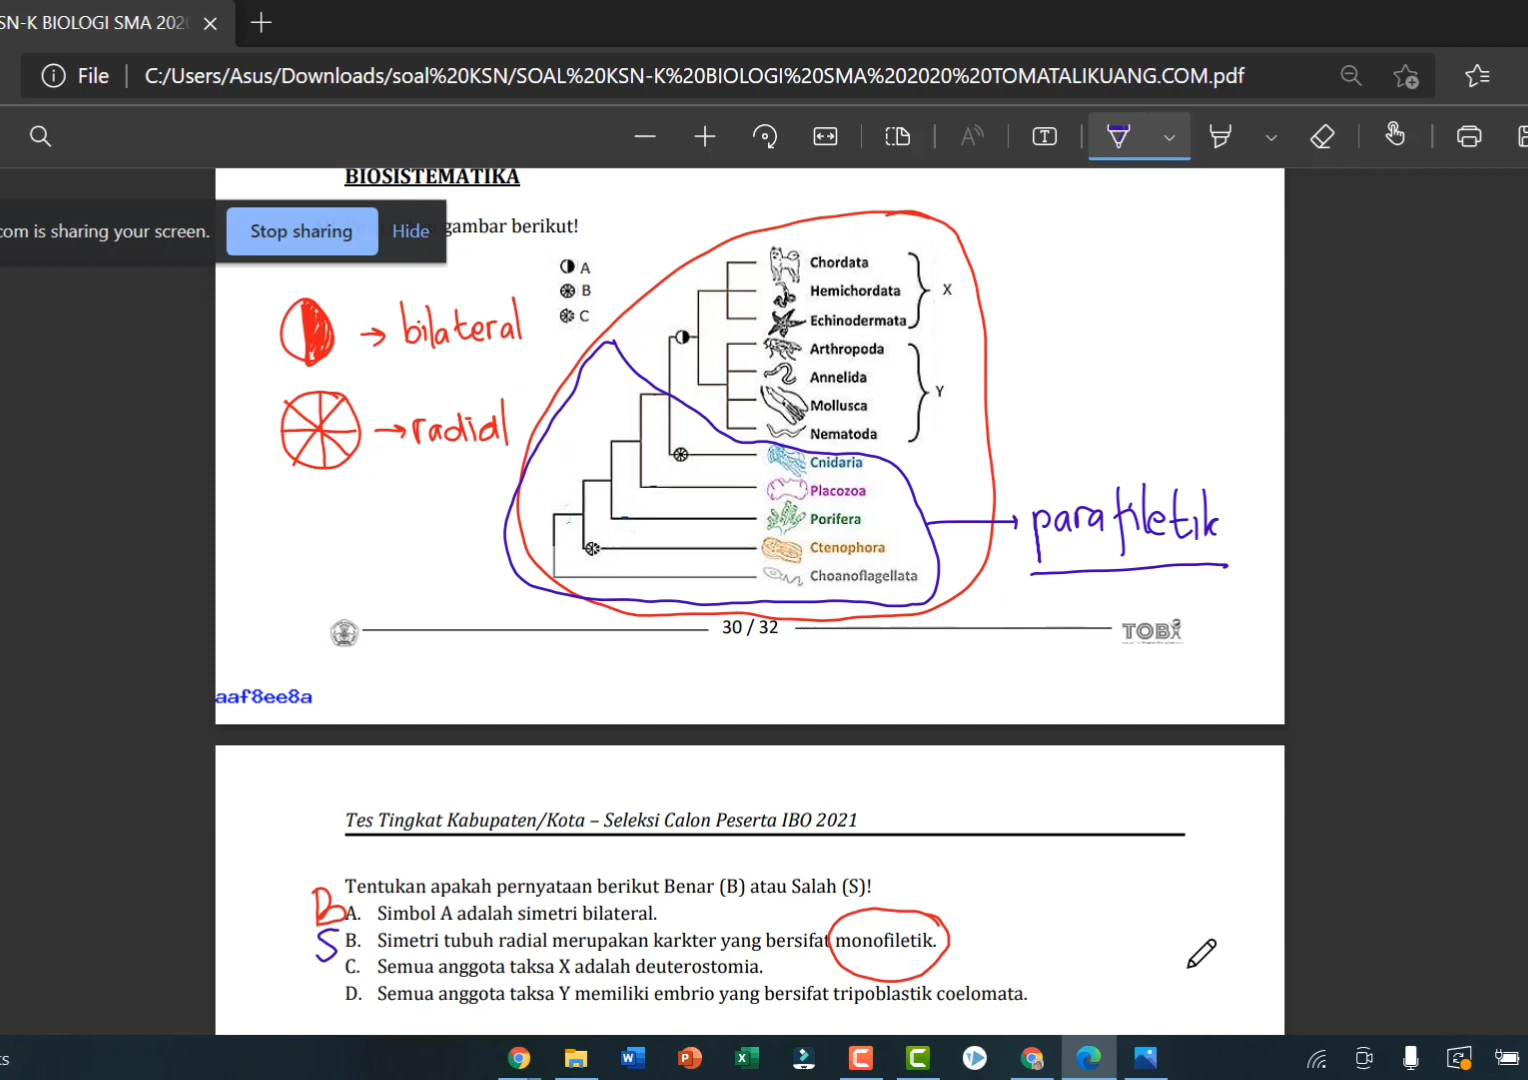 SN-K BIOLOGI SMA 202
File
C:/Users/Asus/Downloads/soal%20KSN/SOAL%20KSN-K%20BIOLOGI%20SMA%202020%20TOMATALIKUANG.COM.pdf
BIOSISTEMATIKA
com is sharing your screen.
Stop sharing
Hide
gambar berikut!
A
B
C
→ bilateral
→ radial
Chordata
Hemichordata
Echinodermata
X
Arthropoda
Annelida
Mollusca
Nematoda
Y
Cnidaria
Placozoa
Porifera
Ctenophora
Choanoflagellata
→ parafiletik
30 / 32
TOBI
aaf8ee8a
Tes Tingkat Kabupaten/Kota – Seleksi Calon Peserta IBO 2021
Tentukan apakah pernyataan berikut Benar (B) atau Salah (S)!
B A. Simbol A adalah simetri bilateral.
S B. Simetri tubuh radial merupakan karkter yang bersifat monofiletik.
C. Semua anggota taksa X adalah deuterostomia.
D. Semua anggota taksa Y memiliki embrio yang bersifat tripoblastik coelomata.